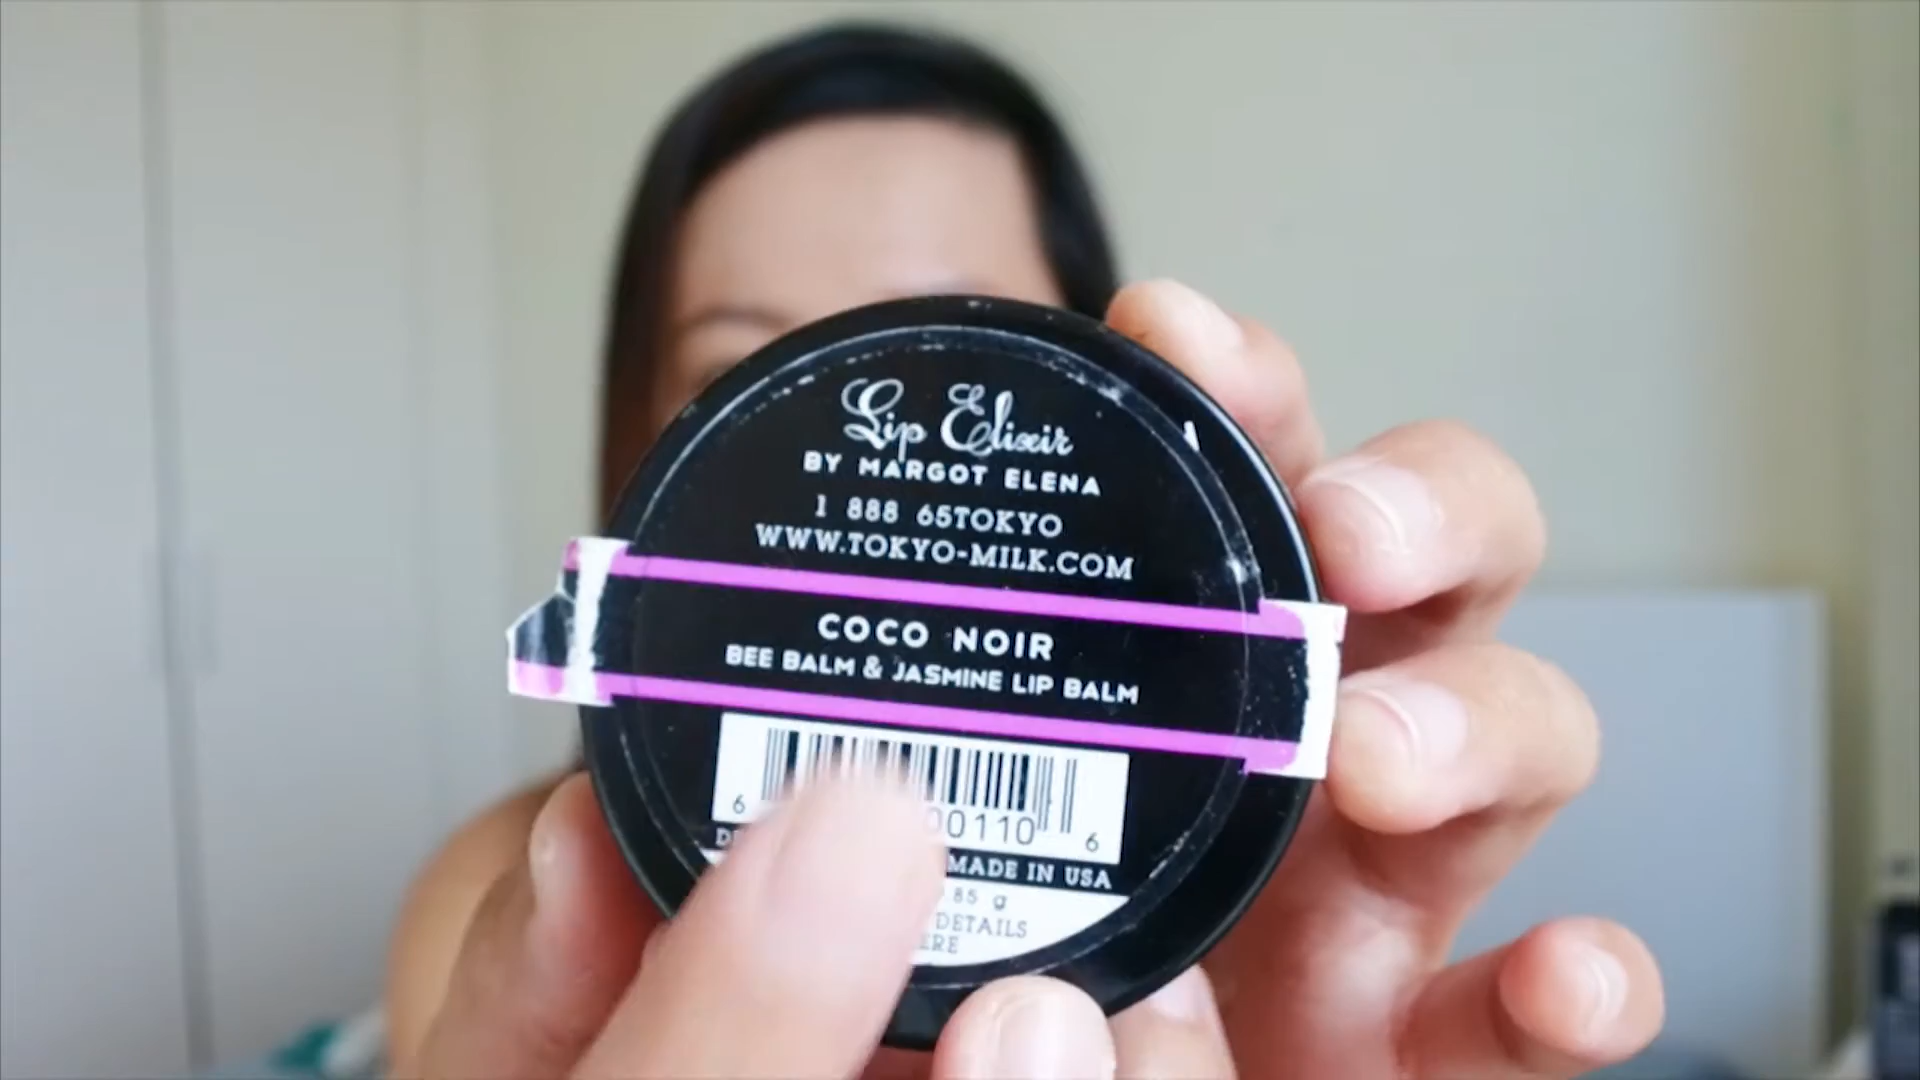 Lip Elixir
BY MARGOT ELENA
1 888 65TOKYO
WWW.TOKYO-MILK.COM
COCO NOIR
BEE BALM & JASMINE LIP BALM
6 00110 6
MADE IN USA
85 g
DETAILS